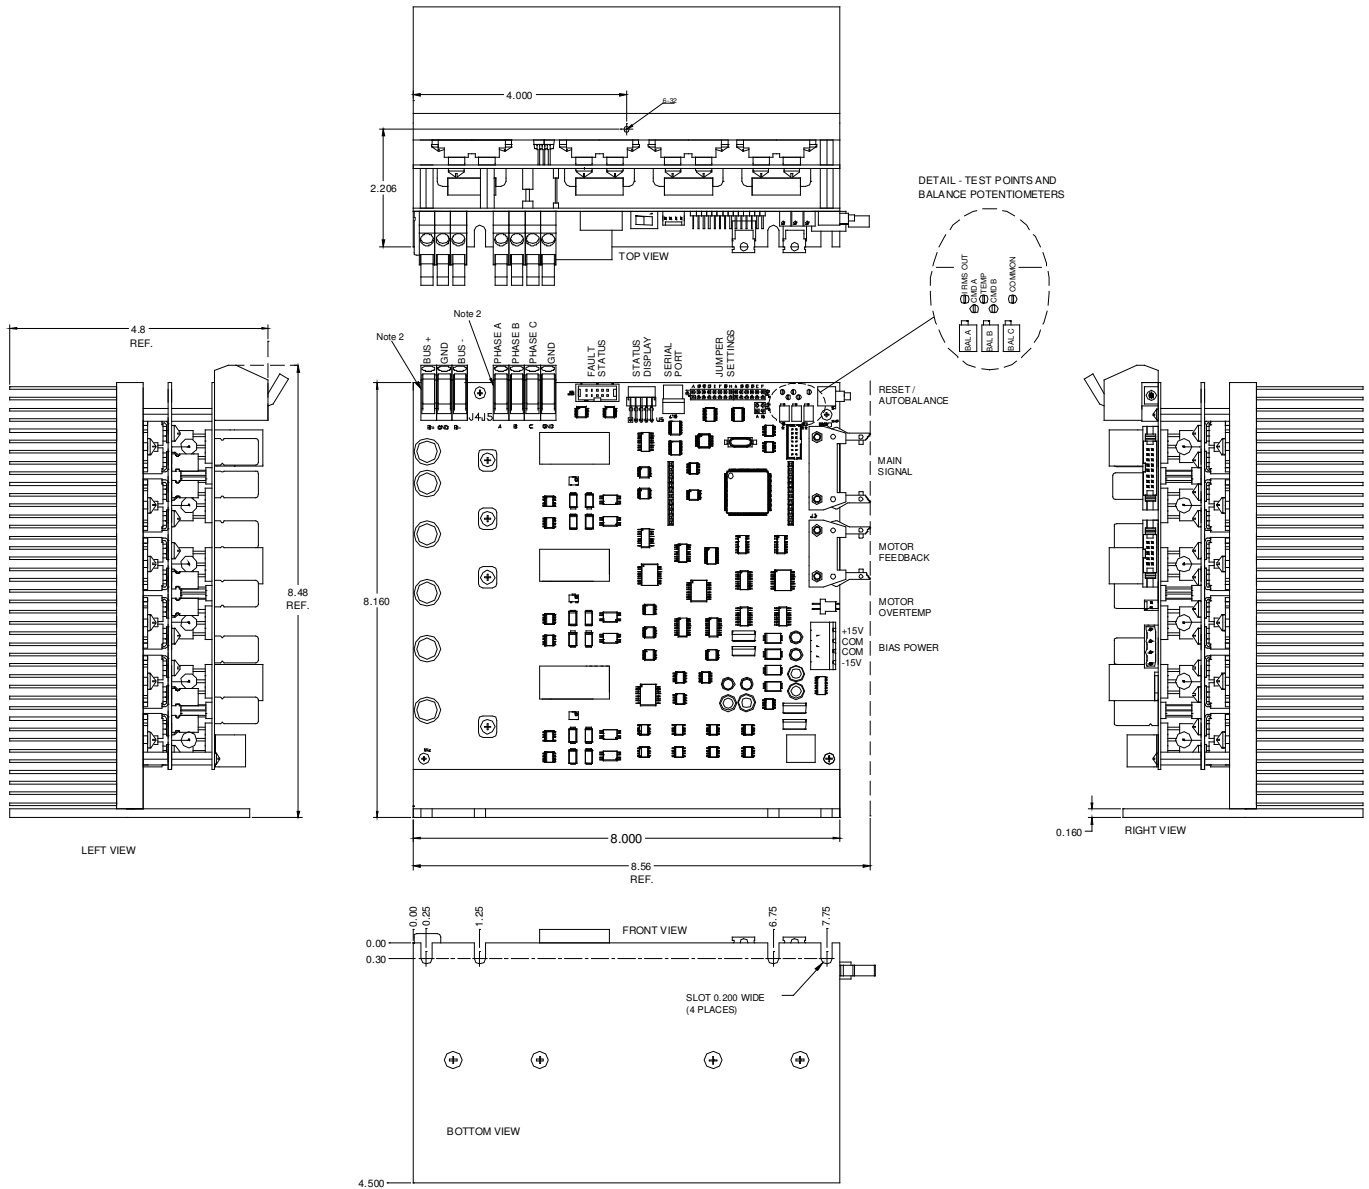 4.000
6-32
2.206
TOP VIEW
DETAIL - TEST POINTS AND
BALANCE POTENTIOMETERS
I RMS OUT
CMD A
TEMP
CMD B
COMMON
BAL A
BAL B
BAL C
4.8
REF.
Note 2
Note 2
BUS +
GND
BUS -
PHASE A
PHASE B
PHASE C
GND
FAULT
STATUS
STATUS
DISPLAY
SERIAL
PORT
JUMPER
SETTINGS
RESET /
AUTOBALANCE
J4
J5
B+
GND
B-
A
B
C
GND
MAIN
SIGNAL
J3
MOTOR
FEEDBACK
MOTOR
OVERTEMP
+15V
COM
COM
-15V
BIAS POWER
8.160
8.48
REF.
8.000
8.56
REF.
LEFT VIEW
0.160
RIGHT VIEW
0.00
0.25
1.25
6.75
7.75
FRONT VIEW
0.00
0.30
SLOT 0.200 WIDE
(4 PLACES)
BOTTOM VIEW
4.500